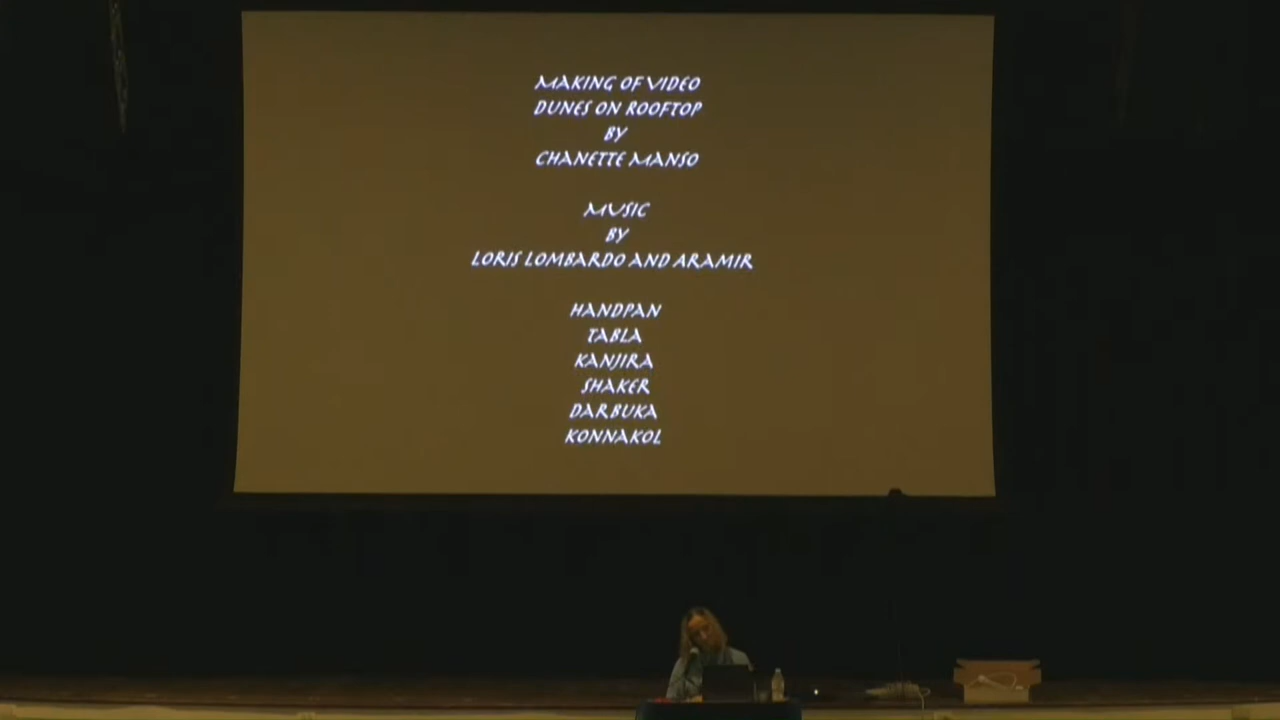 MAKING OF VIDEO
DUNES ON ROOFTOP
BY
CHANETTE MANSO
MUSIC
BY
LORIS LOMBARDO AND ARAMIR
HANDPAN
TABLA
KANJIRA
SHAKER
DARBUKA
KONNAKOL